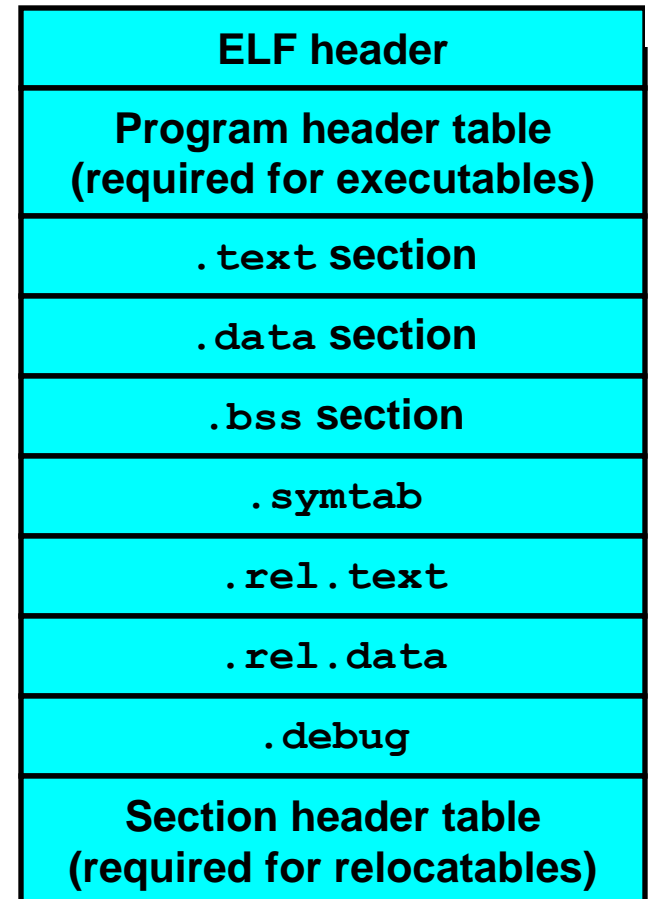 ELF header
Program header table
(required for executables)
.text section
.data section
.bss section
.symtab
.rel.text
.rel.data
.debug
Section header table
(required for relocatables)